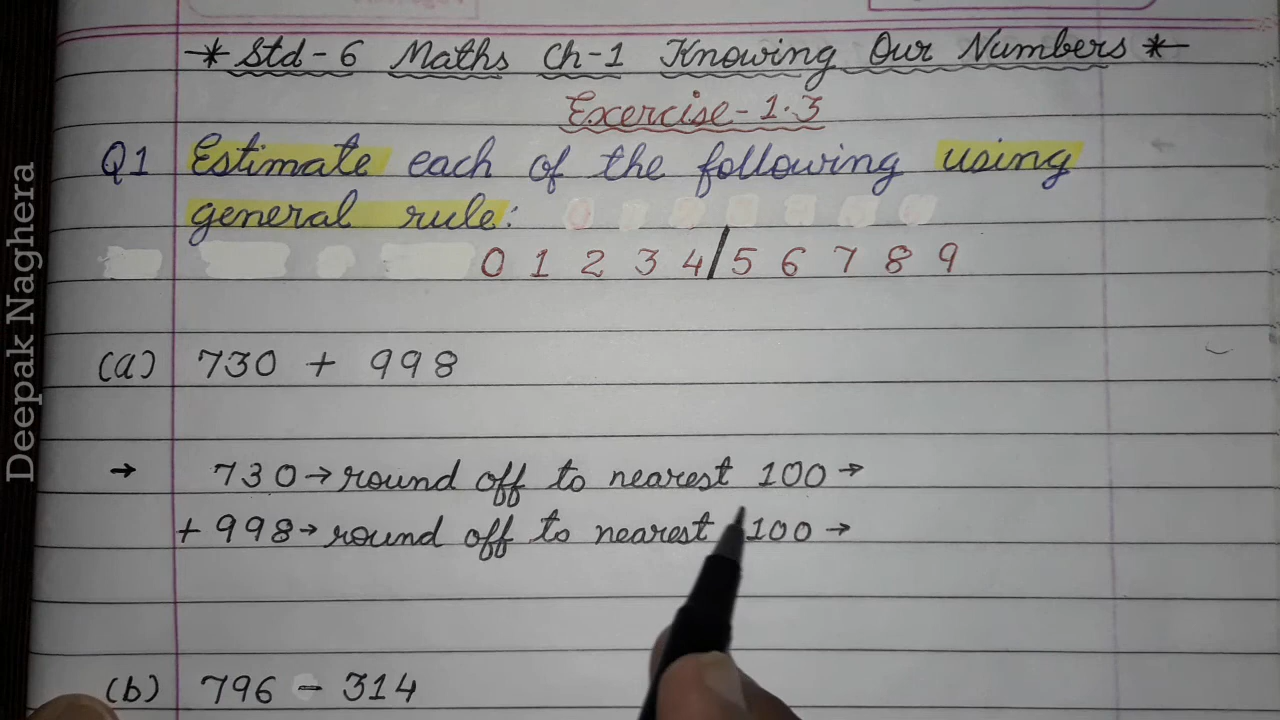 * Std - 6 Maths Ch-1 Knowing Our Numbers *
Exercise - 1.3
Q1 Estimate each of the following using
general rule:
0 1 2 3 4 / 5 6 7 8 9
(a) 730 + 998
→ 730 → round off to nearest 100 →
+ 998 → round off to nearest 100 →
(b) 796 - 314
Deepak Naghera